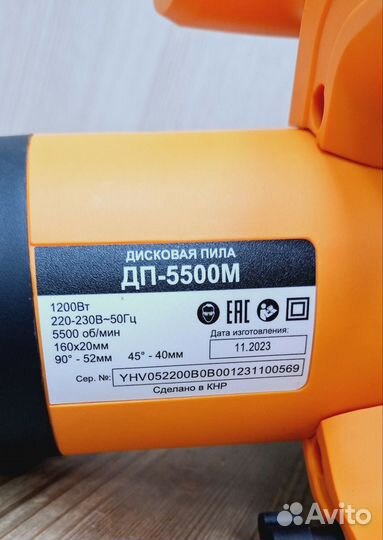 ДИСКОВАЯ ПИЛА
ДП-5500М
1200Вт
220-230В~50Гц
5500 об/мин
160х20мм
90° - 52мм 45° - 40мм
EAC
Дата изготовления:
11.2023
Сер. №: YHV052200B0B001231100569
Сделано в КНР
Avito